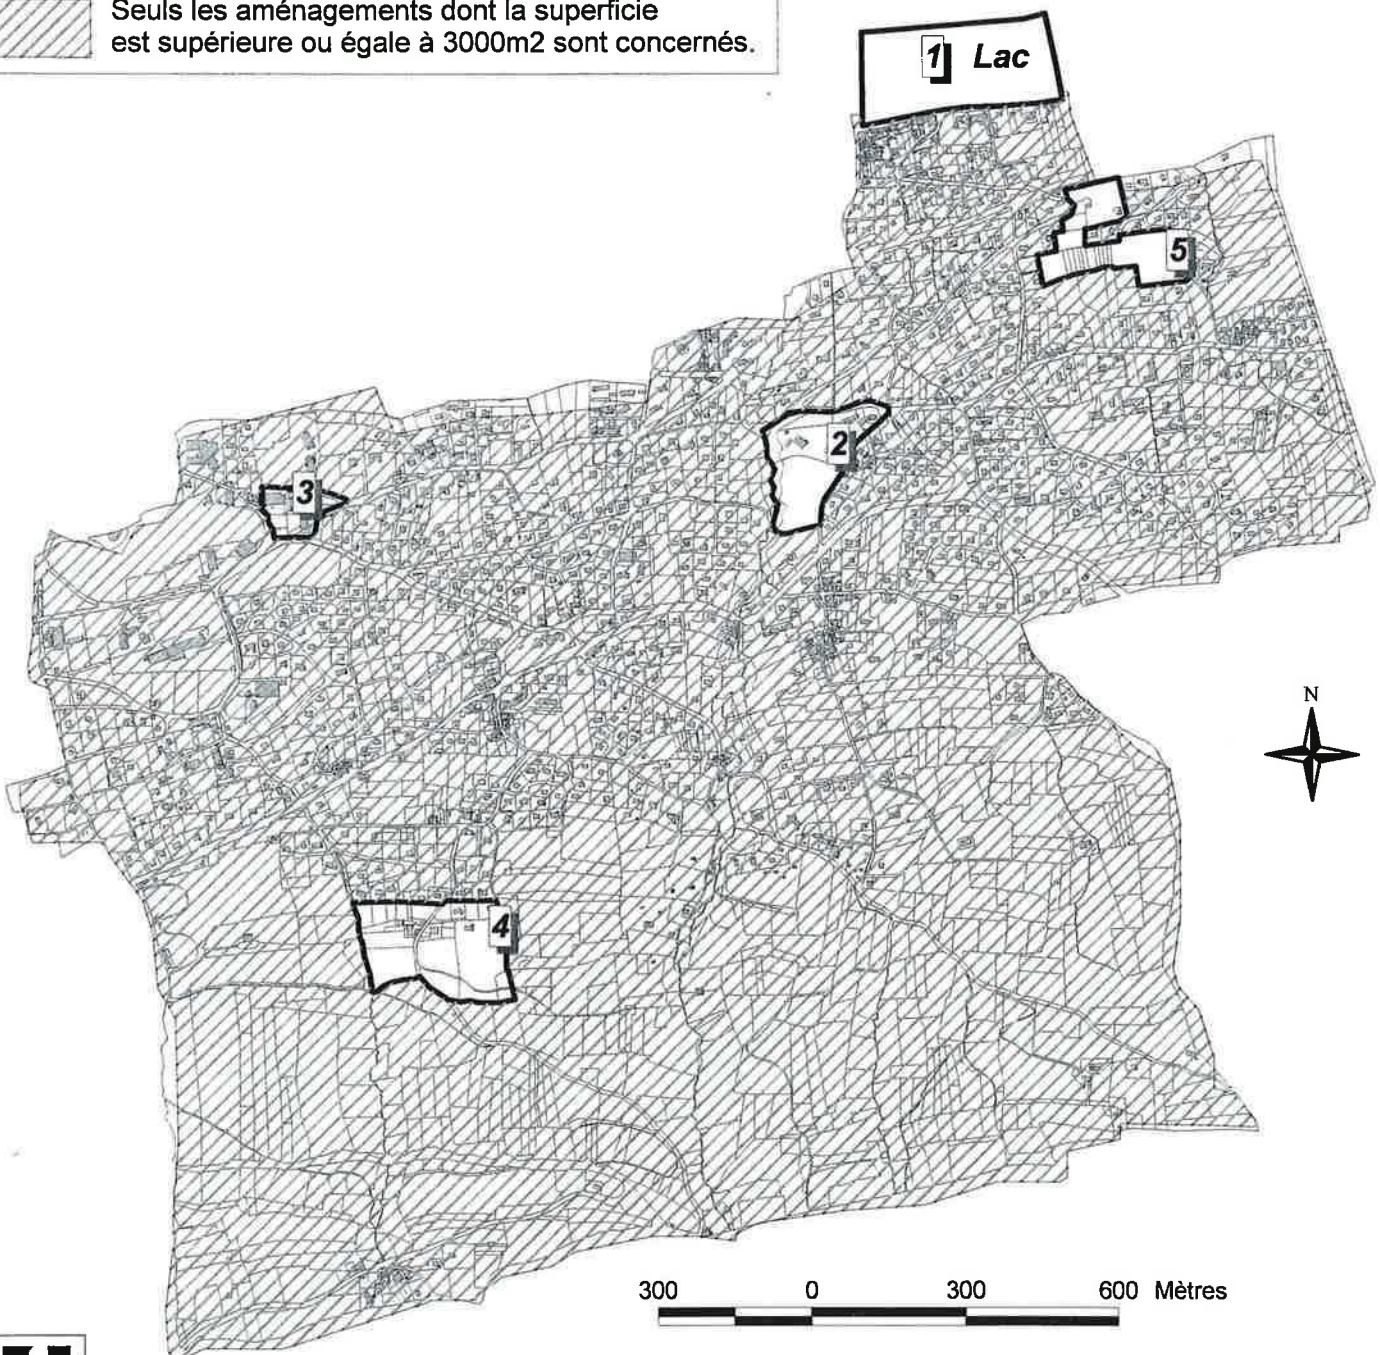 Seuls les aménagements dont la superficie
est supérieure ou égale à 3000m2 sont concernés.
1 Lac
5
2
3
4
N
300 0 300 600 Mètres